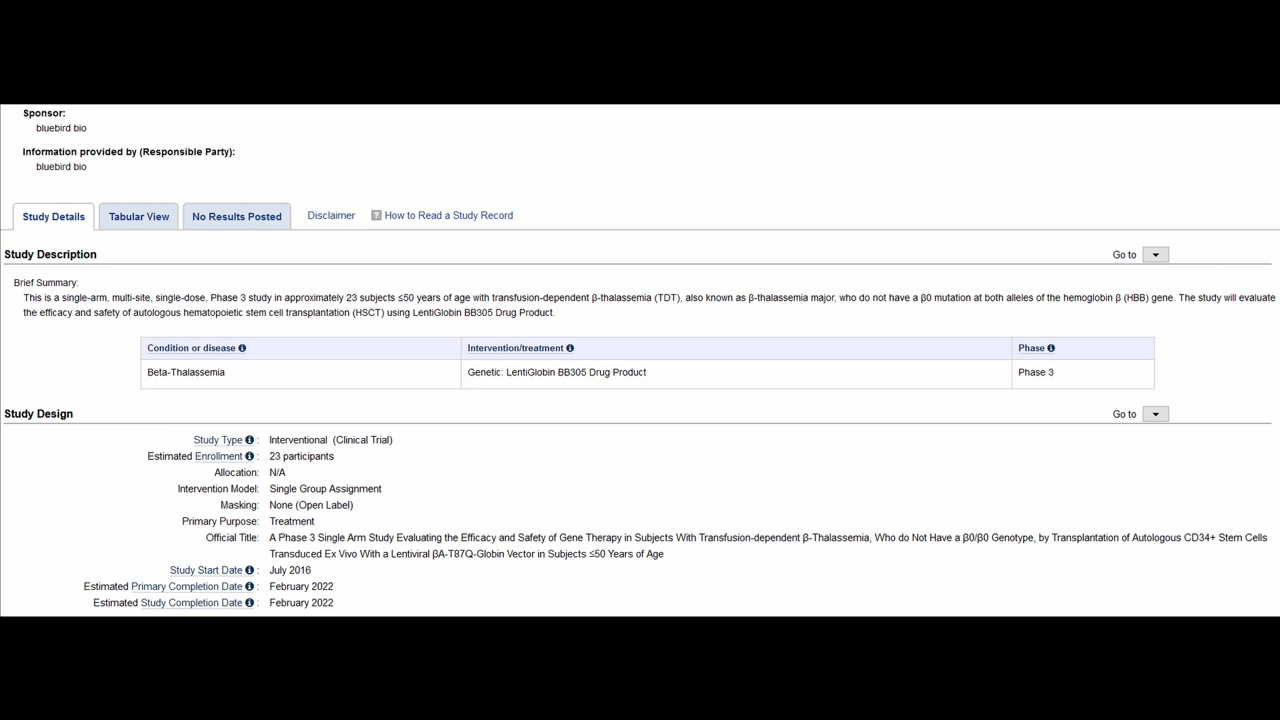 Sponsor:
bluebird bio
Information provided by (Responsible Party):
bluebird bio
Study Details
Tabular View
No Results Posted
Disclaimer
? How to Read a Study Record
Study Description
Go to
Brief Summary:
This is a single-arm, multi-site, single-dose, Phase 3 study in approximately 23 subjects ≤50 years of age with transfusion-dependent β-thalassemia (TDT), also known as β-thalassemia major, who do not have a β0 mutation at both alleles of the hemoglobin β (HBB) gene. The study will evaluate
the efficacy and safety of autologous hematopoietic stem cell transplantation (HSCT) using LentiGlobin BB305 Drug Product.
Condition or disease
Intervention/treatment
Phase
Beta-Thalassemia
Genetic: LentiGlobin BB305 Drug Product
Phase 3
Study Design
Go to
Study Type : Interventional (Clinical Trial)
Estimated Enrollment : 23 participants
Allocation: N/A
Intervention Model: Single Group Assignment
Masking: None (Open Label)
Primary Purpose: Treatment
Official Title: A Phase 3 Single Arm Study Evaluating the Efficacy and Safety of Gene Therapy in Subjects With Transfusion-dependent β-Thalassemia, Who do Not Have a β0/β0 Genotype, by Transplantation of Autologous CD34+ Stem Cells
Transduced Ex Vivo With a Lentiviral βA-T87Q-Globin Vector in Subjects ≤50 Years of Age
Study Start Date : July 2016
Estimated Primary Completion Date : February 2022
Estimated Study Completion Date : February 2022